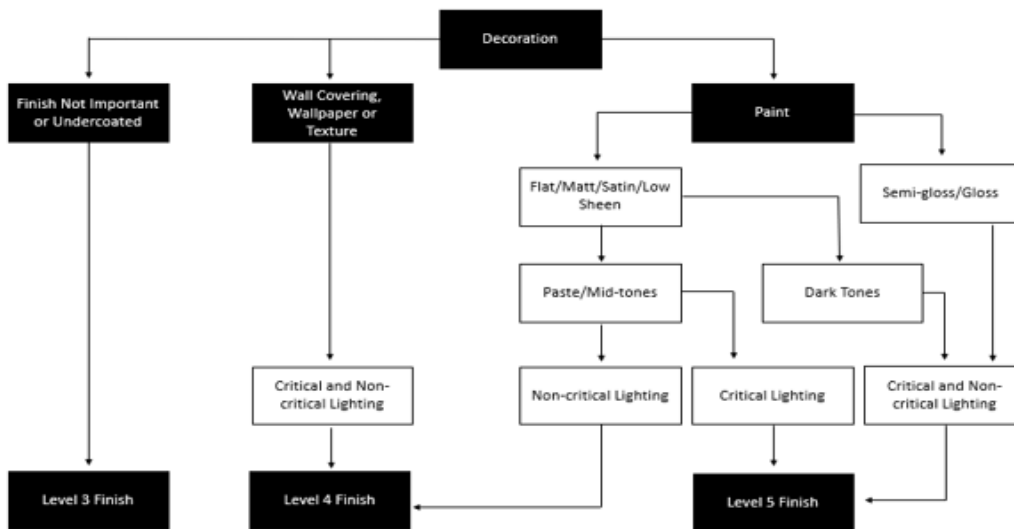 Decoration
Finish Not Important
or Undercoated
Wall Covering,
Wallpaper or
Texture
Paint
Flat/Matt/Satin/Low
Sheen
Semi-gloss/Gloss
Paste/Mid-tones
Dark Tones
Critical and Non-
critical Lighting
Non-critical Lighting
Critical Lighting
Critical and Non-
critical Lighting
Level 3 Finish
Level 4 Finish
Level 5 Finish